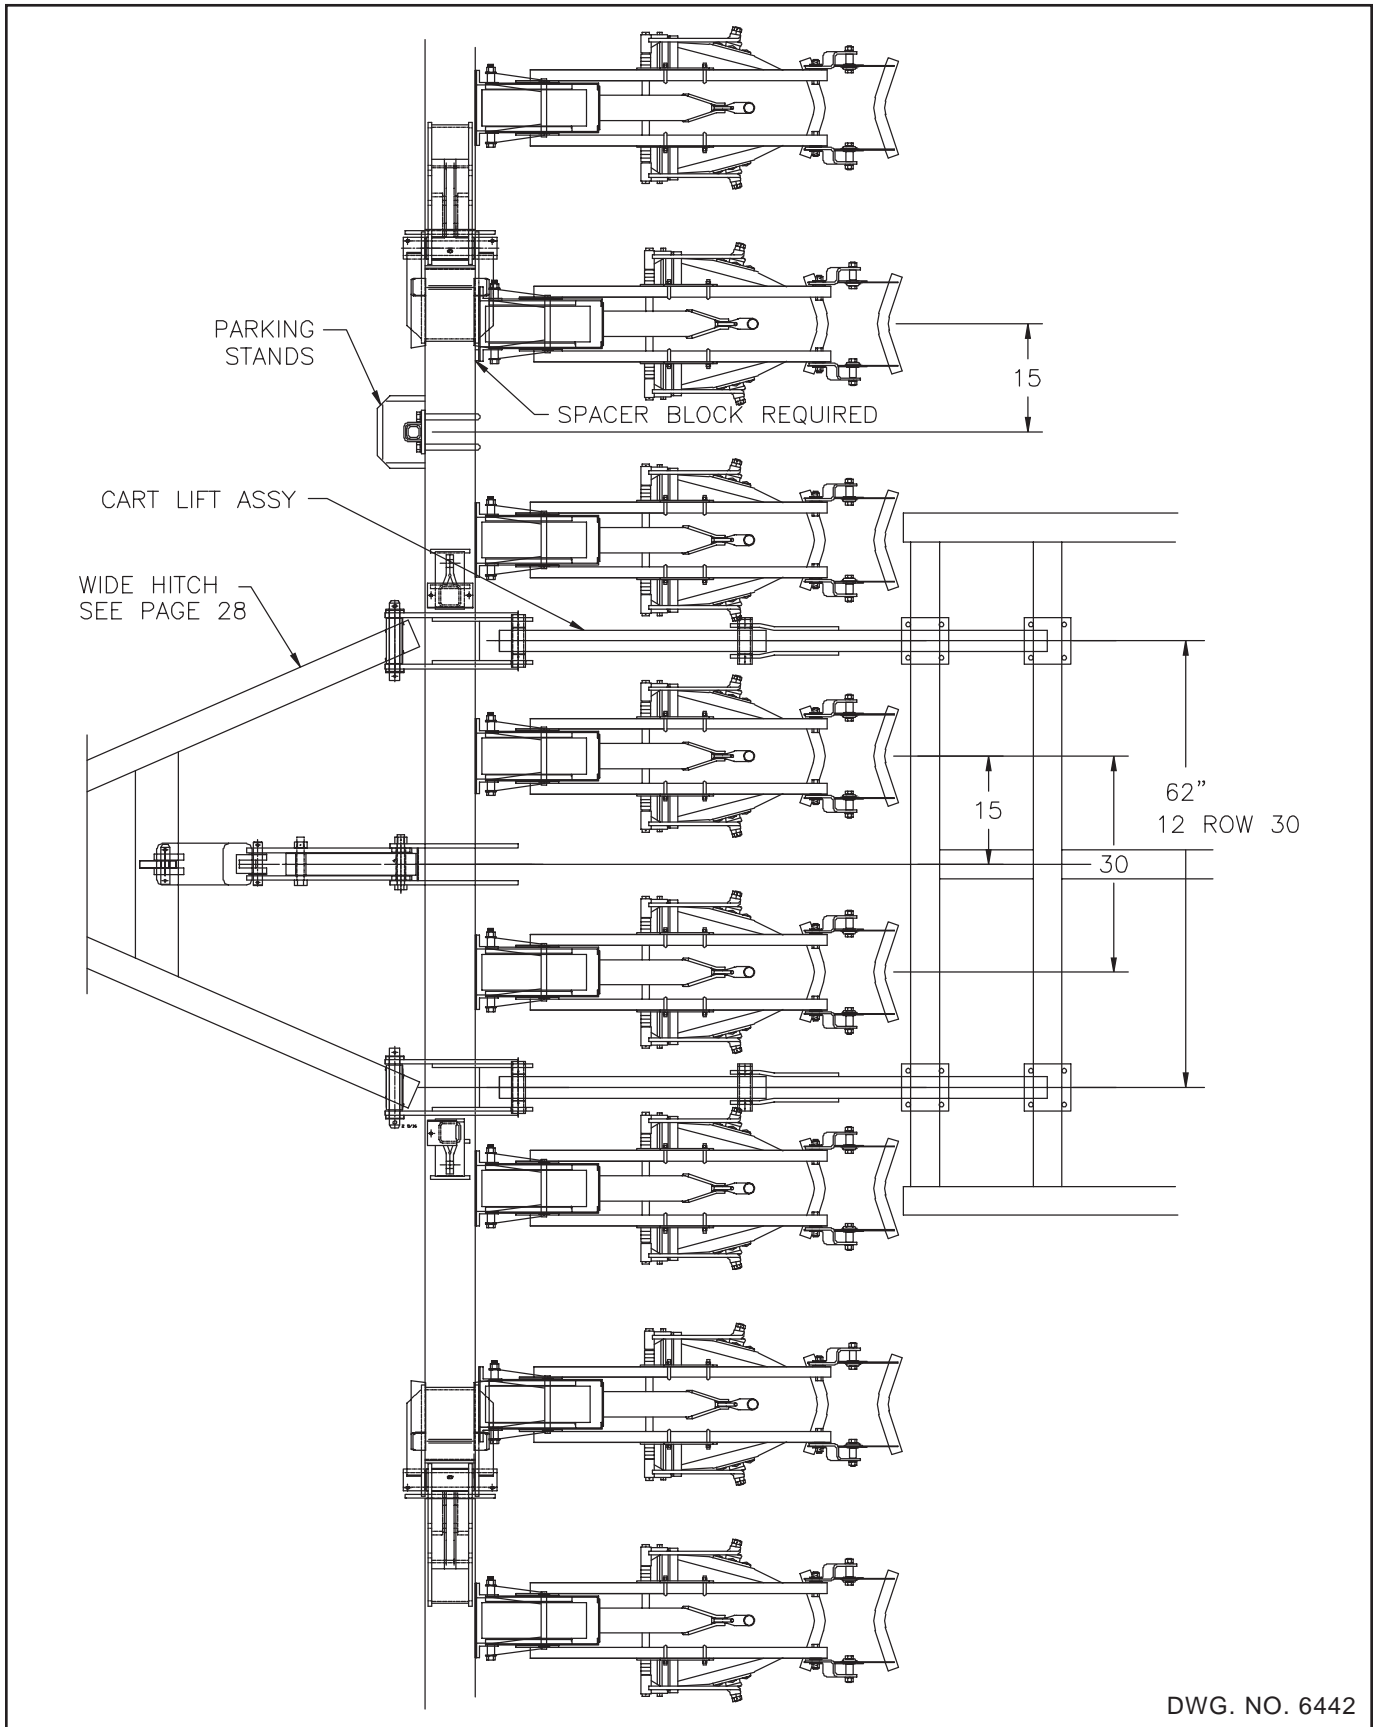 PARKING
STANDS
15
SPACER BLOCK REQUIRED
CART LIFT ASSY
WIDE HITCH
SEE PAGE 28
62”
15
12 ROW 30
30
DWG. NO. 6442